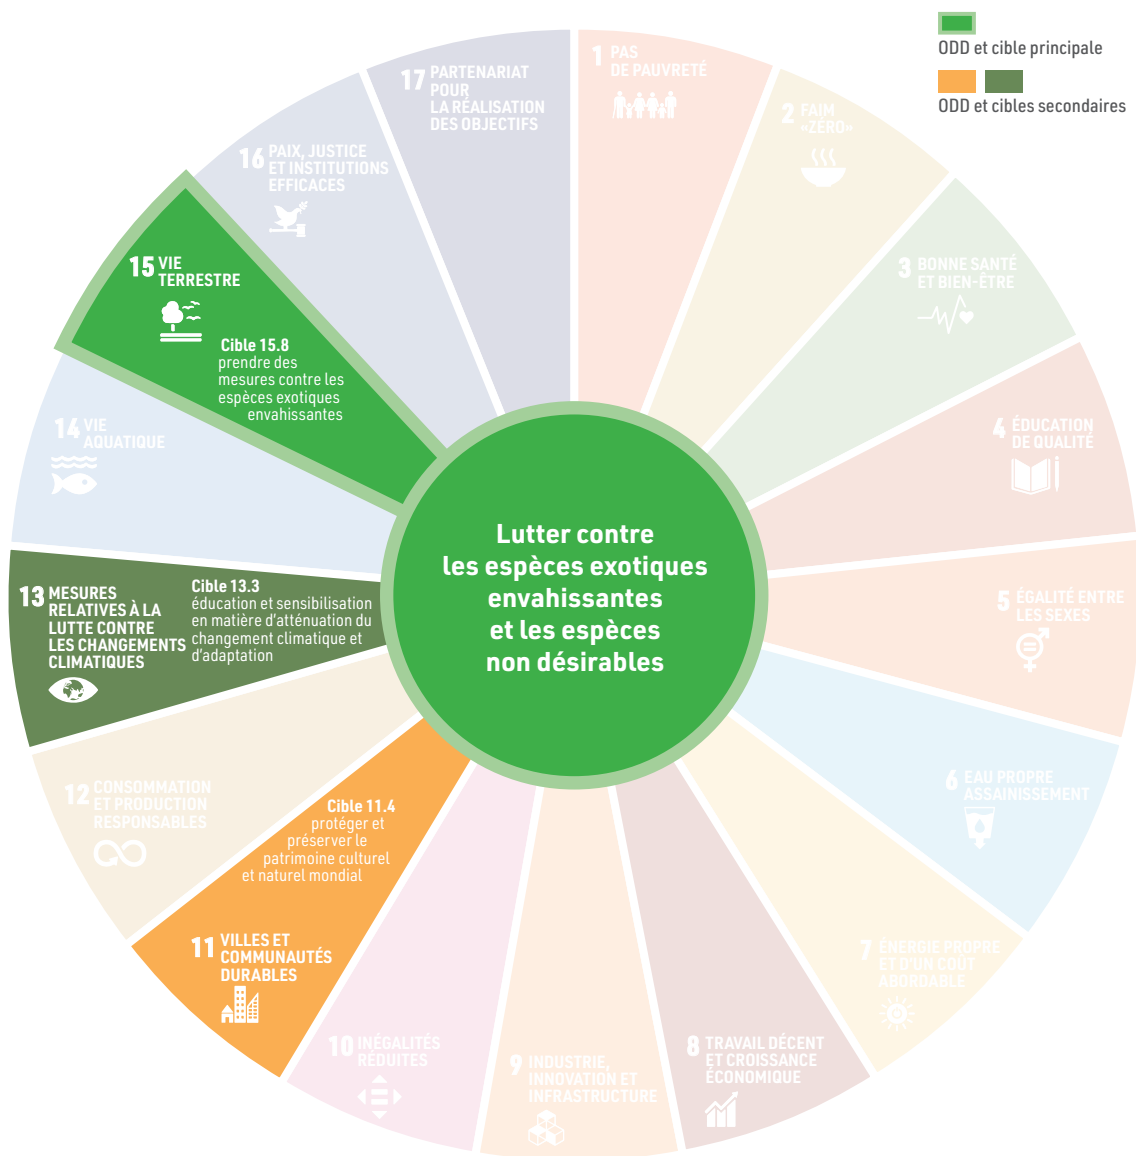 ODD et cible principale
ODD et cibles secondaires
1 PAS
DE PAUVRETÉ
2 FAIM
«ZÉRO»
3 BONNE SANTÉ
ET BIEN-ÊTRE
4 ÉDUCATION
DE QUALITÉ
5 ÉGALITÉ ENTRE
LES SEXES
6 EAU PROPRE
ASSAINISSEMENT
7 ÉNERGIE PROPRE
ET D'UN COÛT
ABORDABLE
8 TRAVAIL DÉCENT
ET CROISSANCE
ÉCONOMIQUE
9 INDUSTRIE,
INNOVATION ET
INFRASTRUCTURE
10 INÉGALITÉS
RÉDUITES
11 VILLES ET
COMMUNAUTÉS
DURABLES
Cible 11.4
protéger et
préserver le
patrimoine culturel
et naturel mondial
12 CONSOMMATION
ET PRODUCTION
RESPONSABLES
13 MESURES
RELATIVES À LA
LUTTE CONTRE
LES CHANGEMENTS
CLIMATIQUES
Cible 13.3
éducation et sensibilisation
en matière d'atténuation du
changement climatique et
d'adaptation
14 VIE
AQUATIQUE
15 VIE
TERRESTRE
Cible 15.8
prendre des
mesures contre les
espèces exotiques
envahissantes
16 PAIX, JUSTICE
ET INSTITUTIONS
EFFICACES
17 PARTENARIAT
POUR
LA RÉALISATION
DES OBJECTIFS
Lutter contre
les espèces exotiques
envahissantes
et les espèces
non désirables